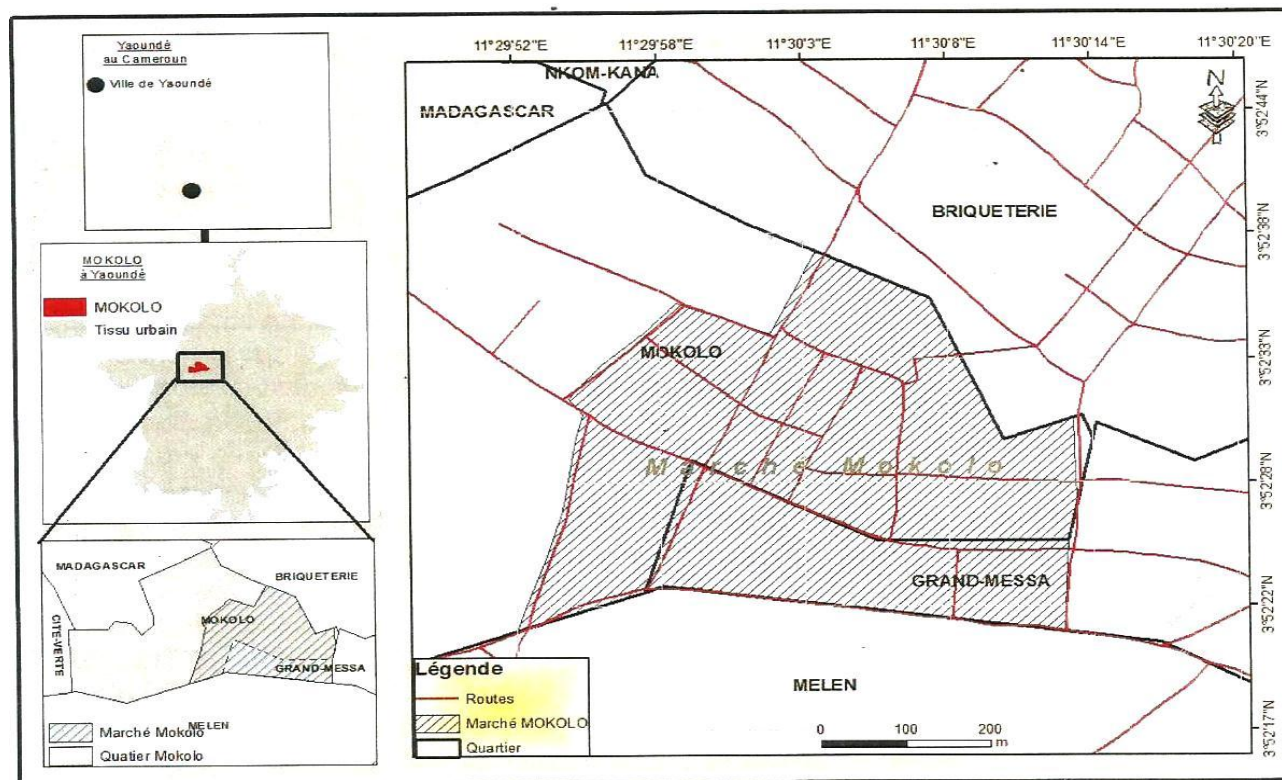 Yaoundé
au Cameroun
Ville de Yaoundé
MOKOLO
à Yaoundé
MOKOLO
Tissu urbain
MADAGASCAR
BRIQUETERIE
CITE-VERTE
MOKOLO
GRAND-MESSA
MELEN
Marché Mokolo
Quatier Mokolo
11°29'52"E
11°29'58"E
11°30'3"E
11°30'8"E
11°30'14"E
11°30'20"E
NKOM-KANA
MADAGASCAR
N
3°52'44"N
BRIQUETERIE
3°52'38"N
MOKOLO
3°52'33"N
Marché Mokolo
3°52'28"N
GRAND-MESSA
3°52'22"N
MELEN
3°52'17"N
Légende
Routes
Marché MOKOLO
Quartier
0 100 200
m